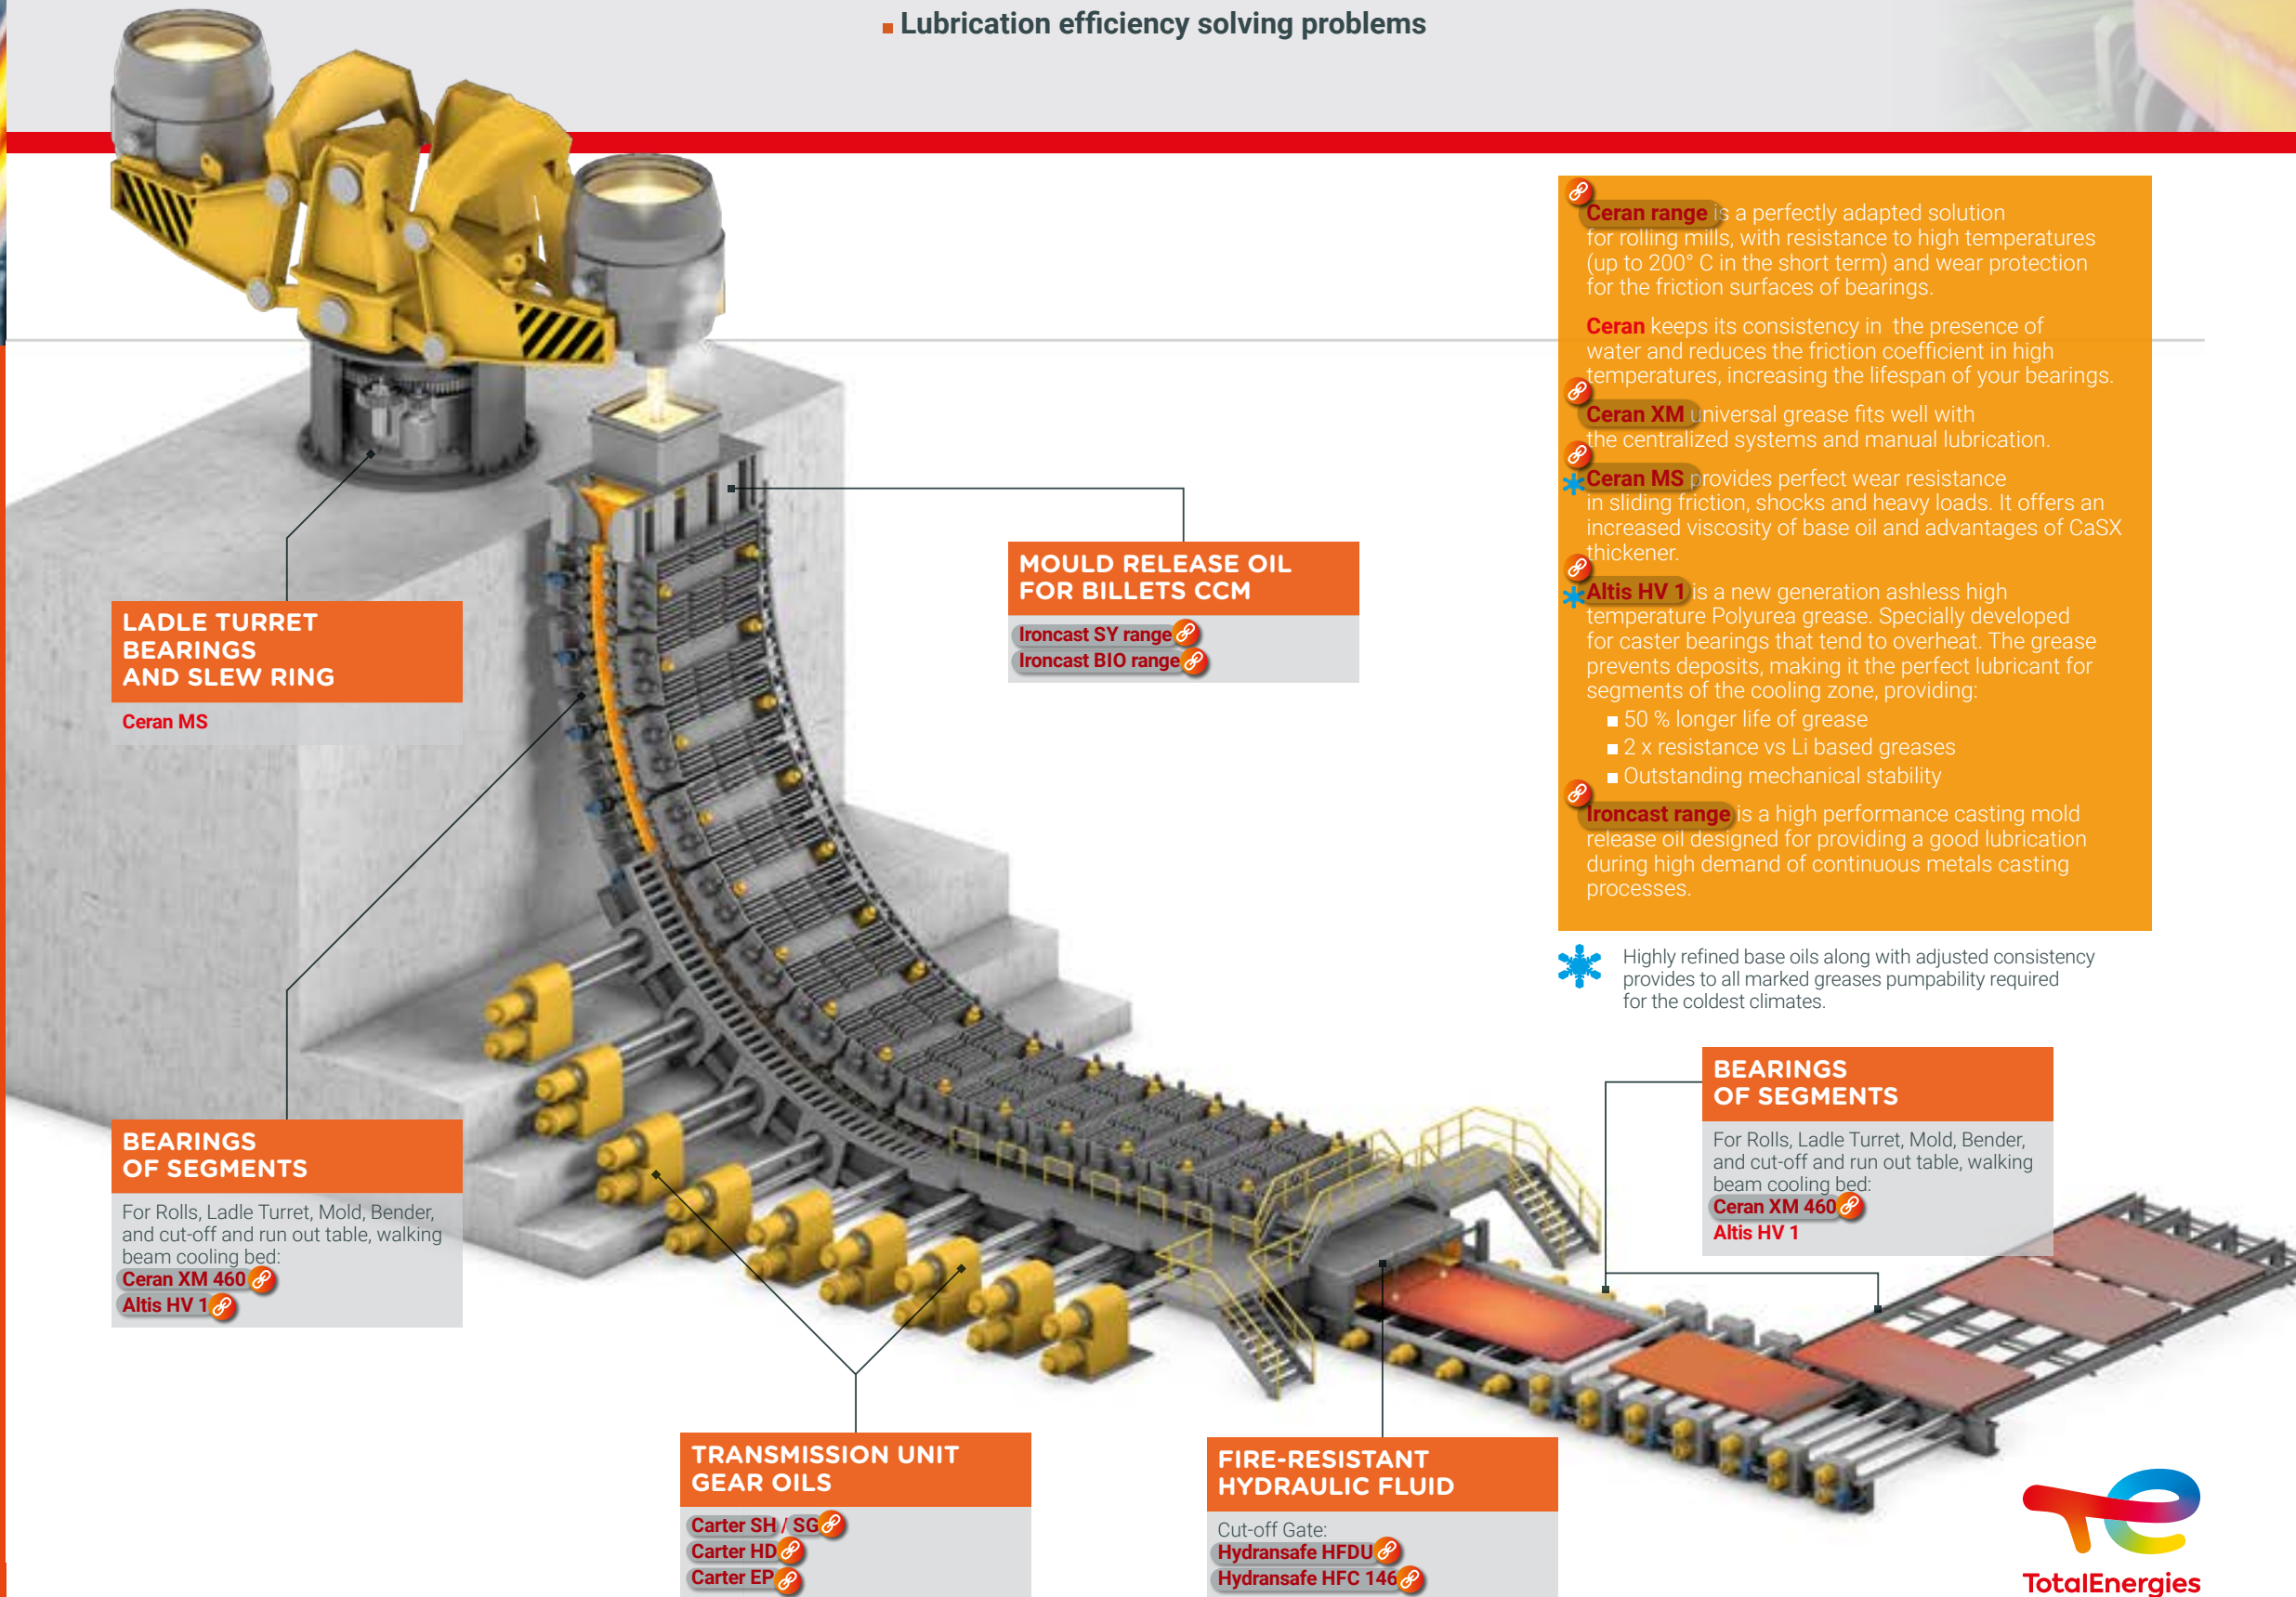 Lubrication efficiency solving problems
Ceran range is a perfectly adapted solution
for rolling mills, with resistance to high temperatures
(up to 200° C in the short term) and wear protection
for the friction surfaces of bearings.
Ceran keeps its consistency in the presence of
water and reduces the friction coefficient in high
temperatures, increasing the lifespan of your bearings.
Ceran XM universal grease fits well with
the centralized systems and manual lubrication.
Ceran MS provides perfect wear resistance
in sliding friction, shocks and heavy loads. It offers an
increased viscosity of base oil and advantages of CaSX
thickener.
Altis HV 1 is a new generation ashless high
temperature Polyurea grease. Specially developed
for caster bearings that tend to overheat. The grease
prevents deposits, making it the perfect lubricant for
segments of the cooling zone, providing:
50 % longer life of grease
2 x resistance vs Li based greases
Outstanding mechanical stability
Ironcast range is a high performance casting mold
release oil designed for providing a good lubrication
during high demand of continuous metals casting
processes.
Highly refined base oils along with adjusted consistency
provides to all marked greases pumpability required
for the coldest climates.
MOULD RELEASE OIL
FOR BILLETS CCM
Ironcast SY range
Ironcast BIO range
LADLE TURRET
BEARINGS
AND SLEW RING
Ceran MS
BEARINGS
OF SEGMENTS
For Rolls, Ladle Turret, Mold, Bender,
and cut-off and run out table, walking
beam cooling bed:
Ceran XM 460
Altis HV 1
BEARINGS
OF SEGMENTS
For Rolls, Ladle Turret, Mold, Bender,
and cut-off and run out table, walking
beam cooling bed:
Ceran XM 460
Altis HV 1
TRANSMISSION UNIT
GEAR OILS
Carter SH / SG
Carter HD
Carter EP
FIRE-RESISTANT
HYDRAULIC FLUID
Cut-off Gate:
Hydransafe HFDU
Hydransafe HFC 146
TotalEnergies